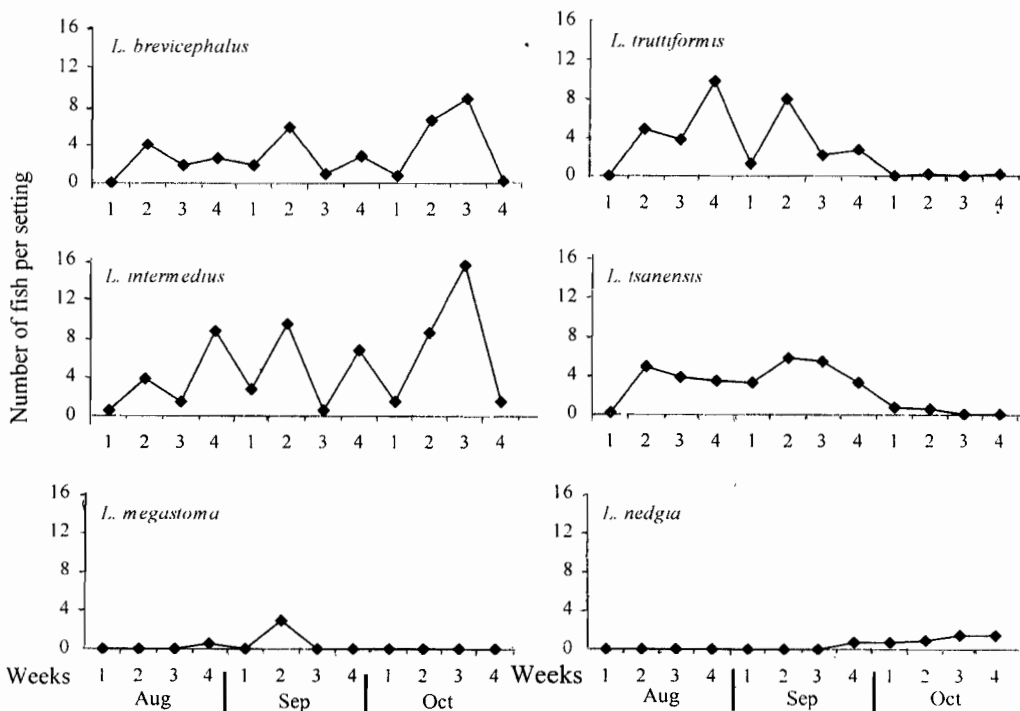 Number of fish per setting
L. brevicephalus
16
12
8
4
0
1 2 3 4 1 2 3 4 1 2 3 4
L. truttiformis
16
12
8
4
0
1 2 3 4 1 2 3 4 1 2 3 4
L. intermedius
16
12
8
4
0
1 2 3 4 1 2 3 4 1 2 3 4
L. tsanensis
16
12
8
4
0
1 2 3 4 1 2 3 4 1 2 3 4
L. megastoma
16
12
8
4
0
Weeks 1 2 3 4 1 2 3 4 1 2 3 4
Aug Sep Oct
L. nedgia
16
12
8
4
0
Weeks 1 2 3 4 1 2 3 4 1 2 3 4
Aug Sep Oct